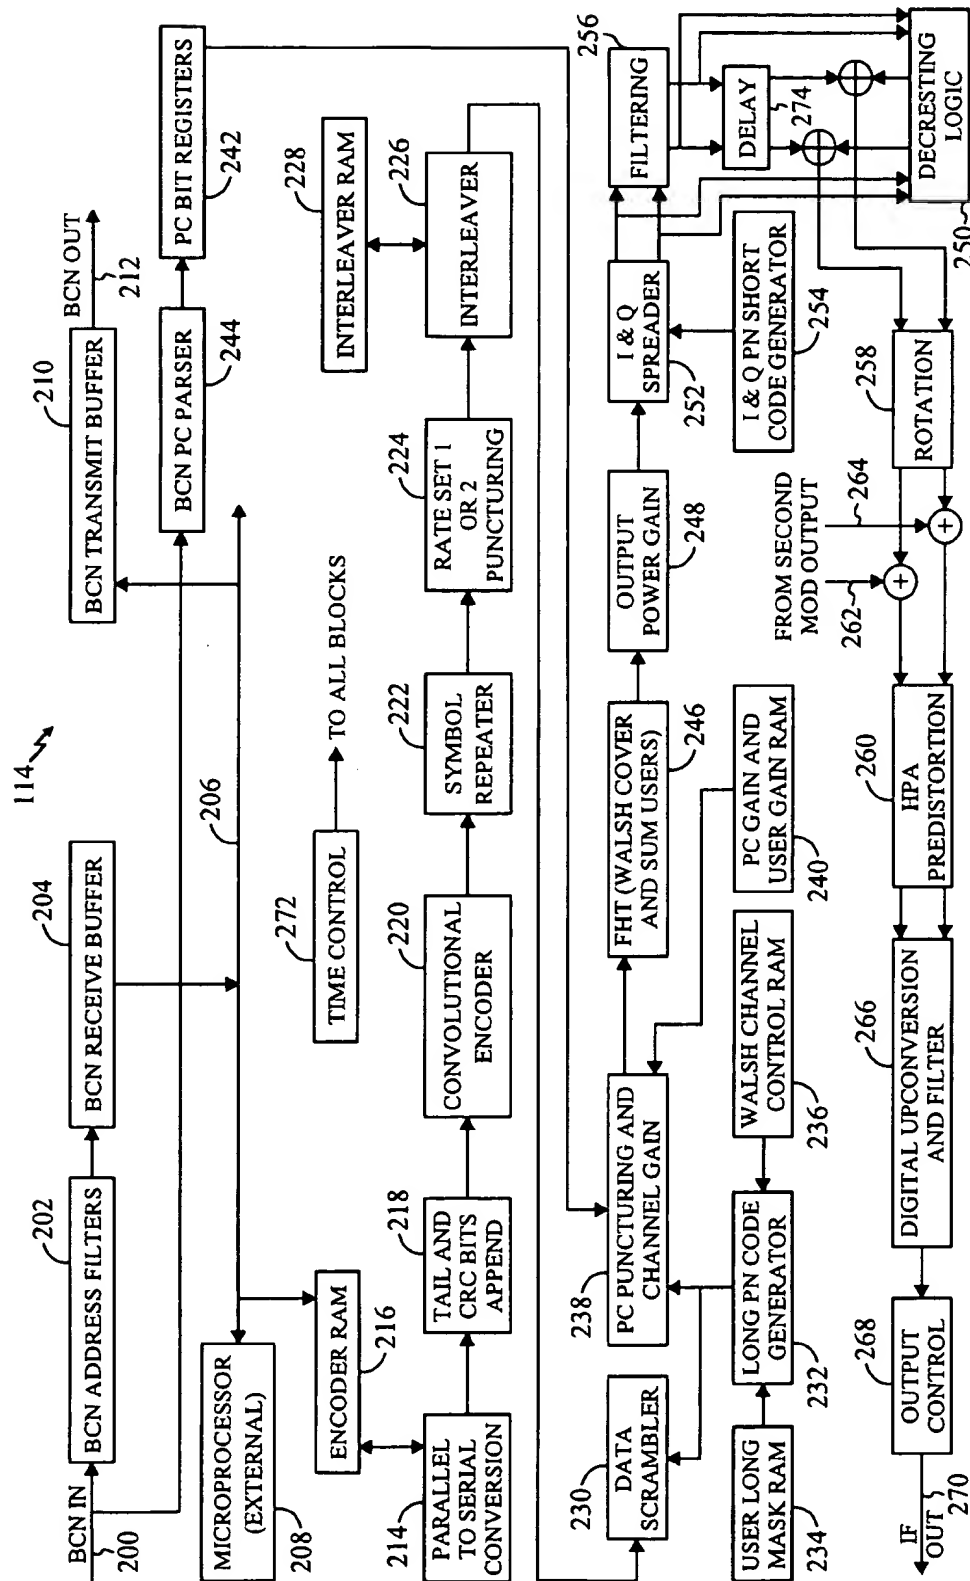 114
BCN IN
200
BCN ADDRESS FILTERS
202
BCN RECEIVE BUFFER
204
206
BCN TRANSMIT BUFFER
210
BCN OUT
212
BCN PC PARSER
244
PC BIT REGISTERS
242
MICROPROCESSOR
(EXTERNAL)
208
ENCODER RAM
216
TIME CONTROL
272
TO ALL BLOCKS
INTERLEAVER RAM
228
PARALLEL
TO SERIAL
CONVERSION
214
TAIL AND
CRC BITS
APPEND
218
CONVOLUTIONAL
ENCODER
220
SYMBOL
REPEATER
222
RATE SET 1
OR 2
PUNCTURING
224
INTERLEAVER
226
DATA
SCRAMBLER
230
PC PUNCTURING AND
CHANNEL GAIN
238
FHT (WALSH COVER
AND SUM USERS)
246
OUTPUT
POWER GAIN
248
I & Q
SPREADER
252
FILTERING
256
USER LONG
MASK RAM
234
LONG PN CODE
GENERATOR
232
WALSH CHANNEL
CONTROL RAM
236
PC GAIN AND
USER GAIN RAM
240
I & Q PN SHORT
CODE GENERATOR
254
DELAY
274
DECRESTING
LOGIC
250
IF
OUT
270
OUTPUT
CONTROL
268
DIGITAL UPCONVERSION
AND FILTER
266
HPA
PREDISTORTION
260
FROM SECOND
MOD OUTPUT
262
264
ROTATION
258